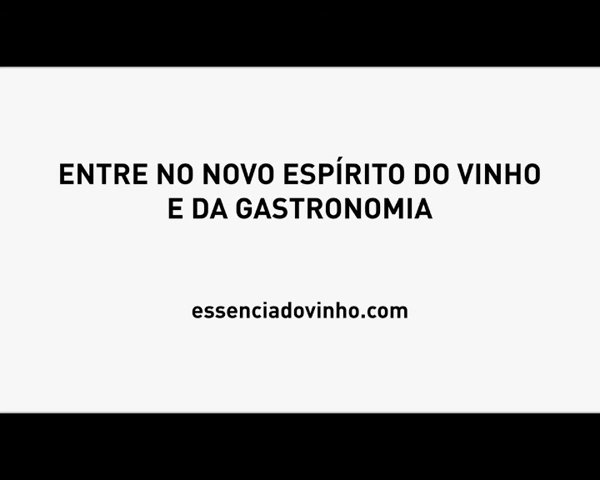 ENTRE NO NOVO ESPÍRITO DO VINHO
E DA GASTRONOMIA
essenciadovinho.com